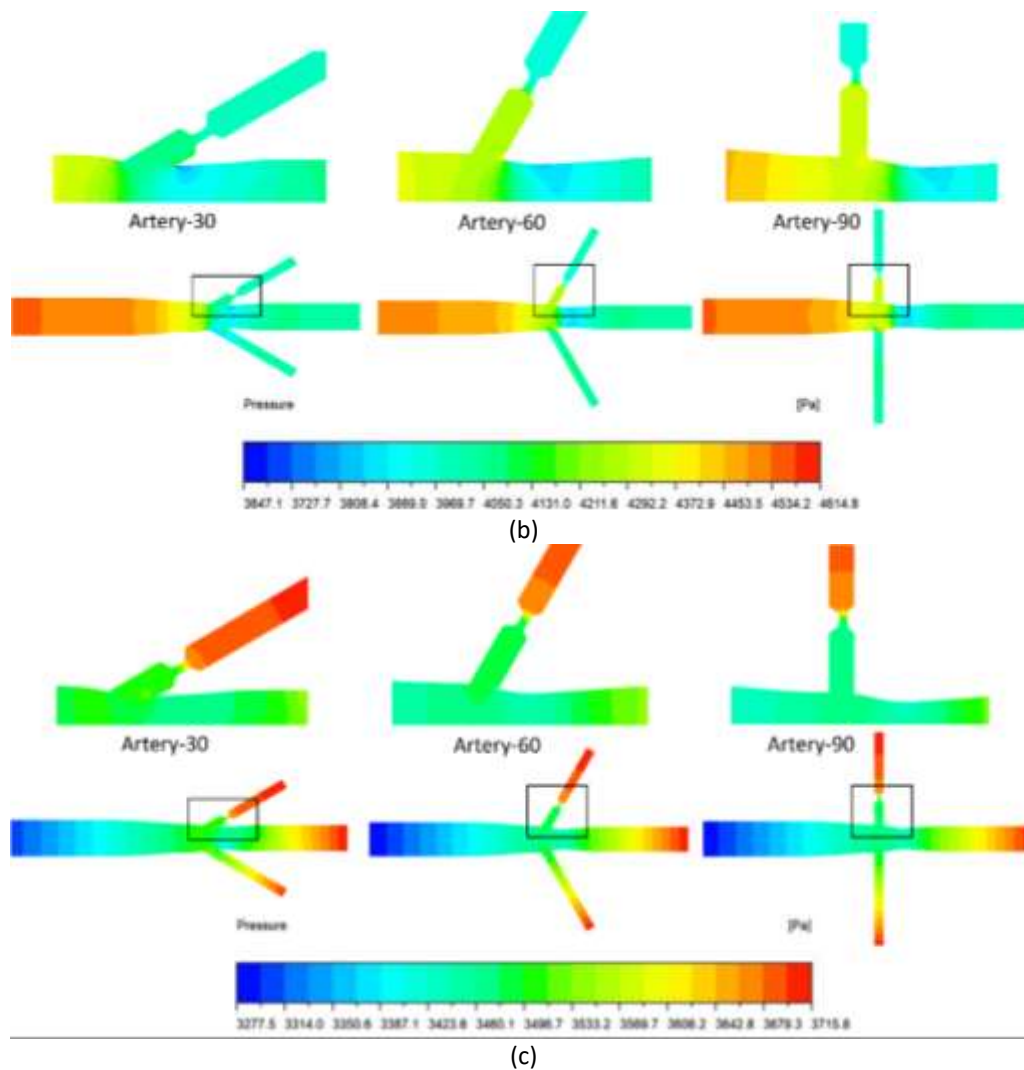 Artery-30 Artery-60 Artery-90
Pressure [Pa]
3647.1 3727.7 3808.4 3889.0 3969.7 4050.3 4131.0 4211.6 4292.2 4372.9 4453.5 4534.2 4614.8
(b)
Artery-30 Artery-60 Artery-90
Pressure [Pa]
3277.5 3314.0 3350.6 3387.1 3423.6 3460.1 3496.7 3533.2 3569.7 3606.2 3642.8 3679.3 3715.8
(c)